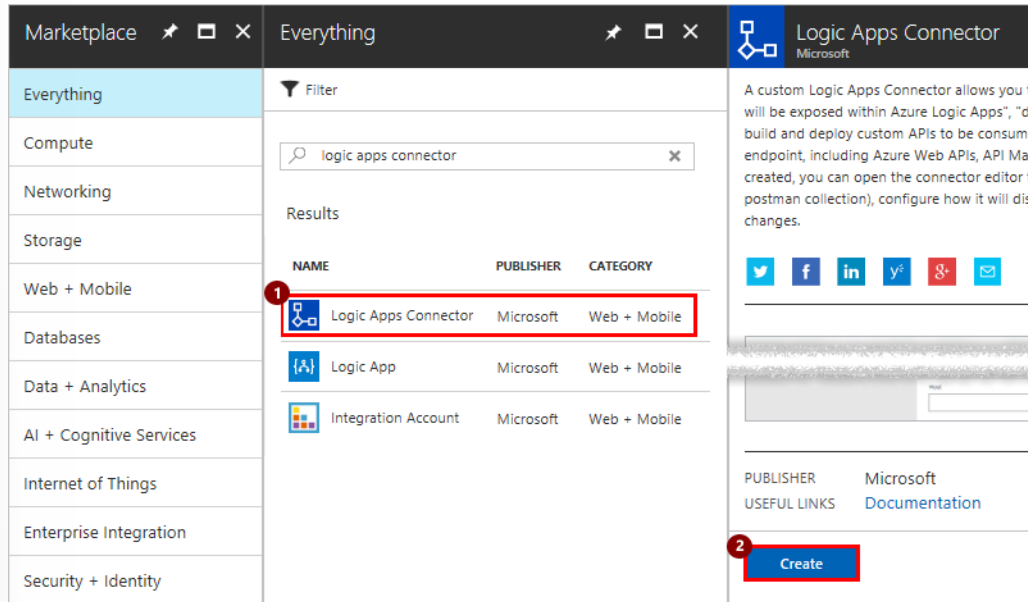 Marketplace
Everything
Compute
Networking
Storage
Web + Mobile
Databases
Data + Analytics
AI + Cognitive Services
Internet of Things
Enterprise Integration
Security + Identity
Everything
Filter
logic apps connector
Results
NAME PUBLISHER CATEGORY
1
Logic Apps Connector Microsoft Web + Mobile
Logic App Microsoft Web + Mobile
Integration Account Microsoft Web + Mobile
Logic Apps Connector
Microsoft
A custom Logic Apps Connector allows you
will be exposed within Azure Logic Apps", "d
build and deploy custom APIs to be consum
endpoint, including Azure Web APIs, API Ma
created, you can open the connector editor
postman collection), configure how it will dis
changes.
f in y 8+
Host
PUBLISHER Microsoft
USEFUL LINKS Documentation
2
Create